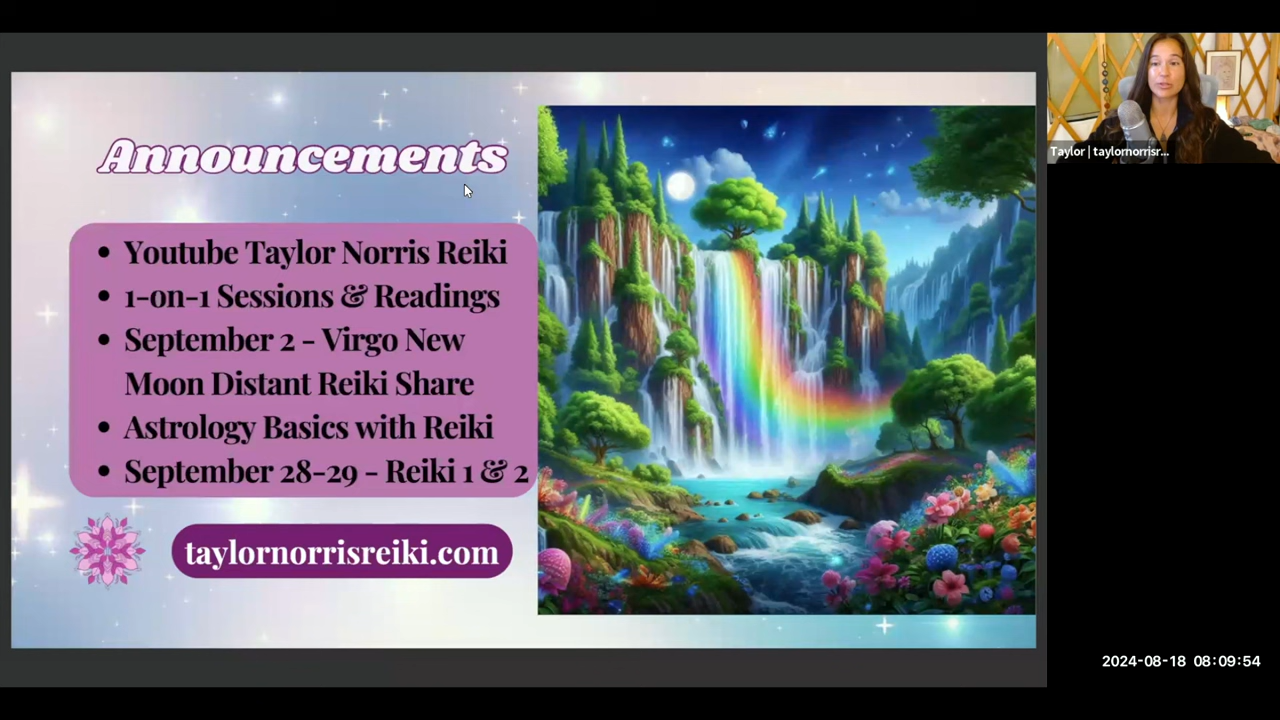 Announcements
• Youtube Taylor Norris Reiki
• 1-on-1 Sessions & Readings
• September 2 - Virgo New
Moon Distant Reiki Share
• Astrology Basics with Reiki
• September 28-29 - Reiki 1 & 2
taylornorrisreiki.com
Taylor | taylornorrisr...
2024-08-18 08:09:54